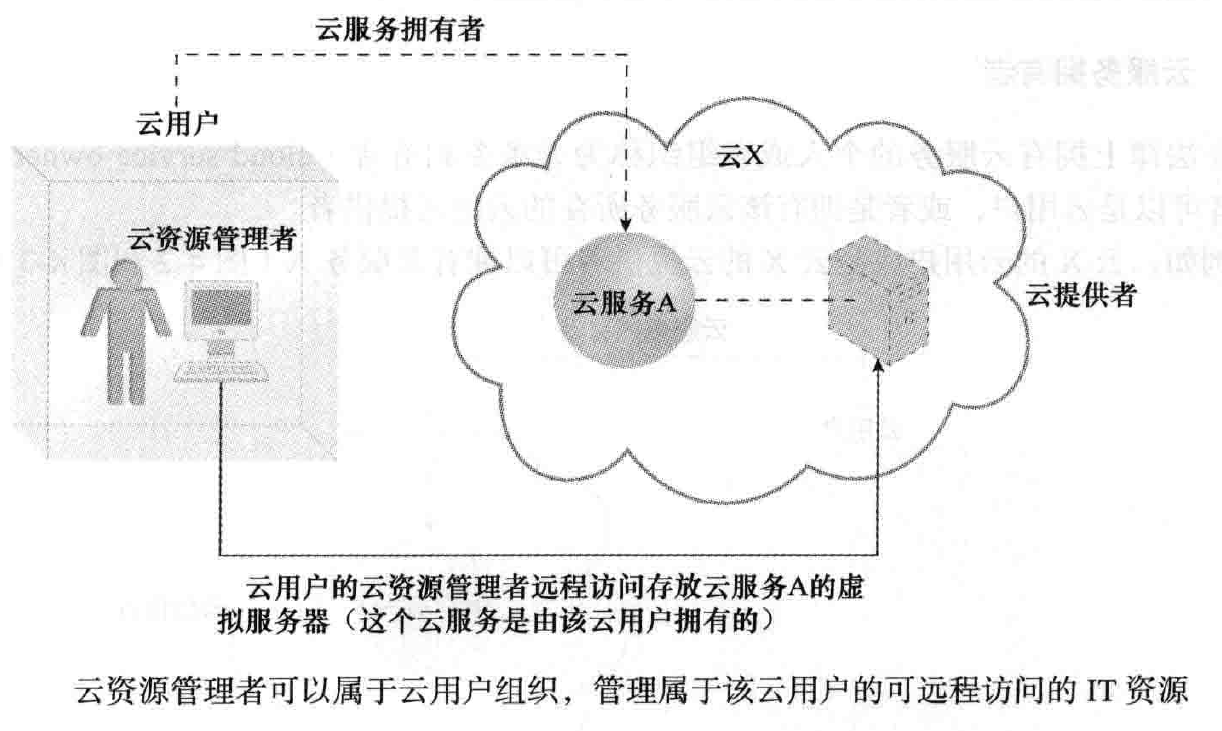 云服务拥有者
云用户
云X
云资源管理者
云服务A
云提供者
云用户的云资源管理者远程访问存放云服务A的虚
拟服务器（这个云服务是由该云用户拥有的）
云资源管理者可以属于云用户组织，管理属于该云用户的可远程访问的 IT 资源